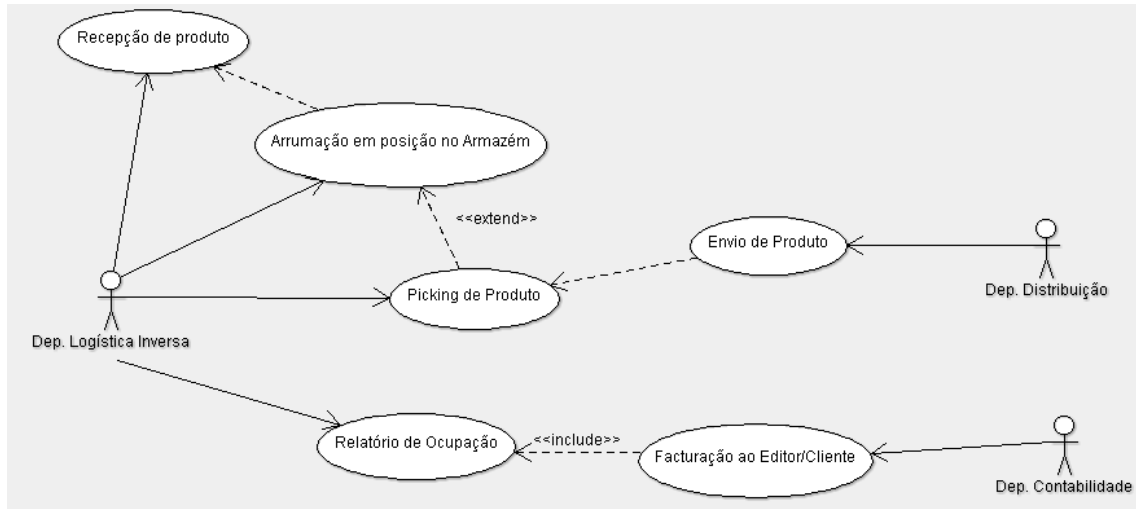 Recepção de produto
Arrumação em posição no Armazém
<<extend>>
Envio de Produto
Picking de Produto
Dep. Distribuição
Dep. Logística Inversa
Relatório de Ocupação
<<include>>
Facturação ao Editor/Cliente
Dep. Contabilidade